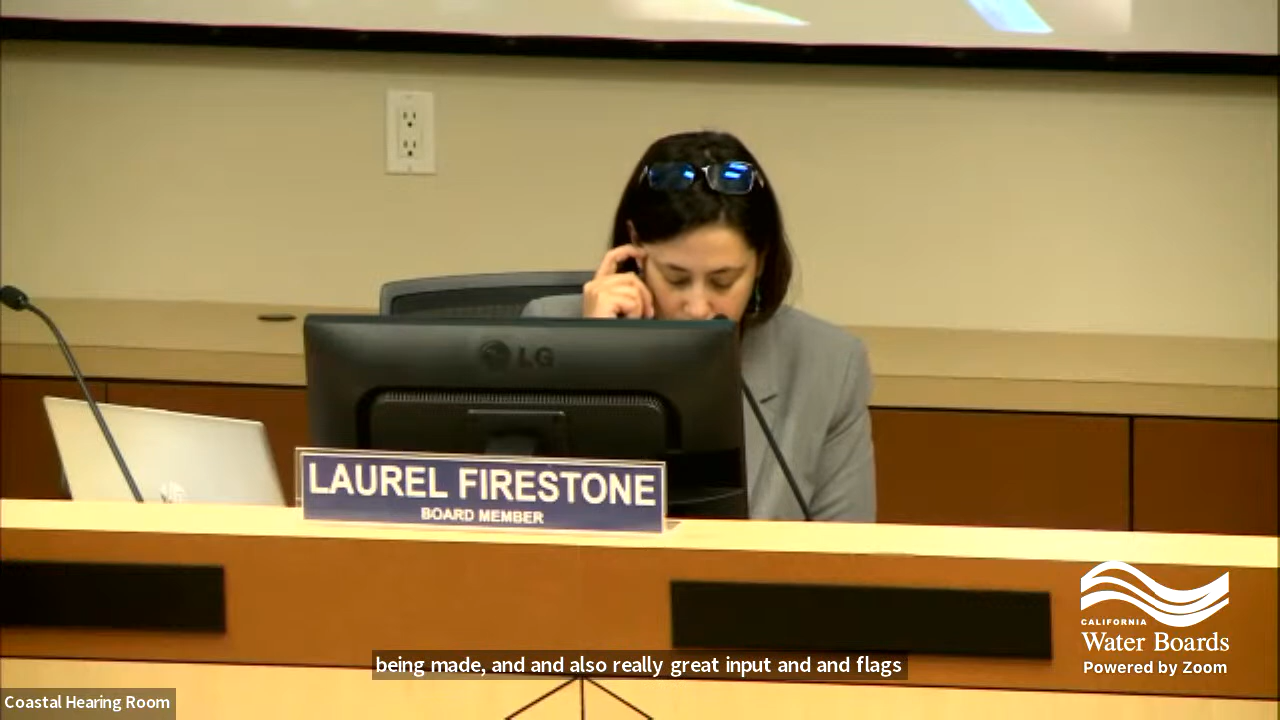 LG
LAUREL FIRESTONE
BOARD MEMBER
CALIFORNIA
Water Boards
Powered by Zoom
being made, and and also really great input and and flags
Coastal Hearing Room